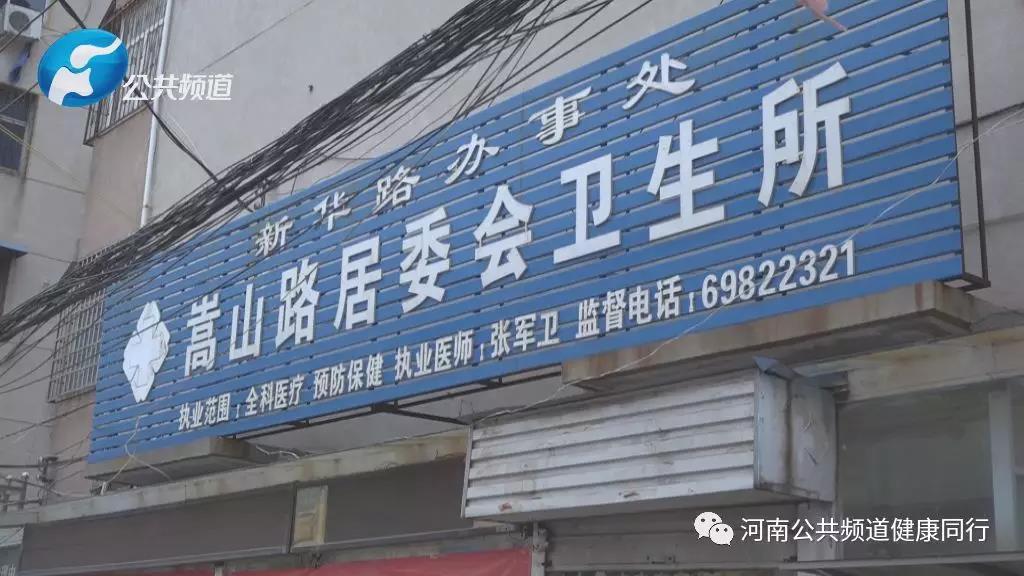 公共频道
新华路办事处
嵩山路居委会卫生所
执业范围：全科医疗 预防保健 执业医师：张军卫 监督电话：69822321
河南公共频道健康同行